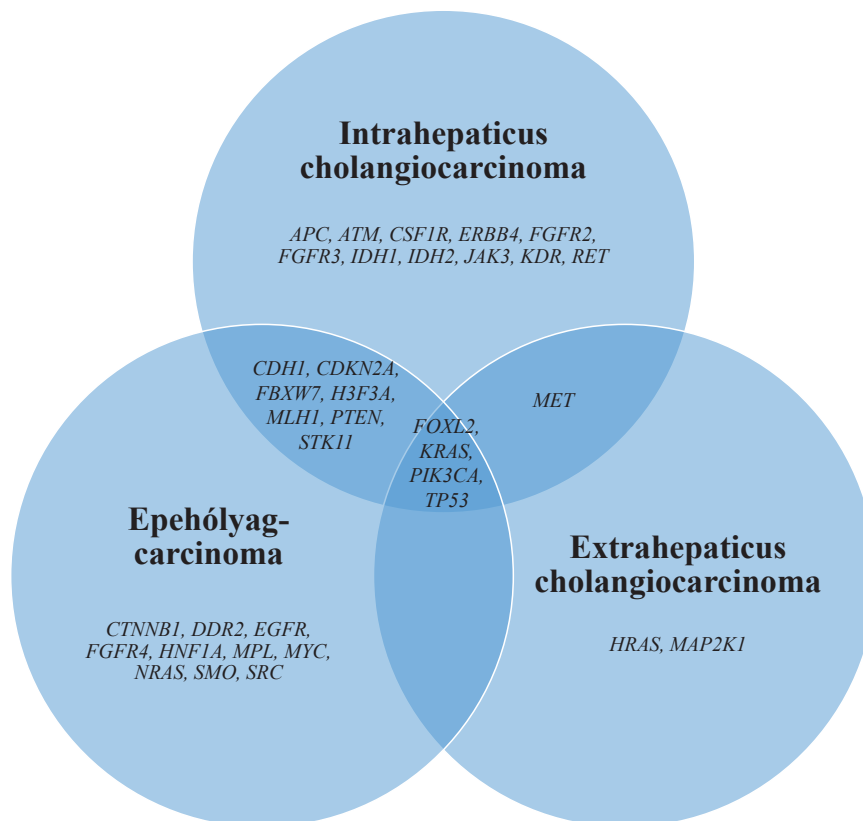 Intrahepaticus
cholangiocarcinoma
APC, ATM, CSF1R, ERBB4, FGFR2,
FGFR3, IDH1, IDH2, JAK3, KDR, RET
CDH1, CDKN2A,
FBXW7, H3F3A,
MLH1, PTEN,
STK11
MET
FOXL2,
KRAS,
PIK3CA,
TP53
Epehólyag-
carcinoma
CTNNB1, DDR2, EGFR,
FGFR4, HNF1A, MPL, MYC,
NRAS, SMO, SRC
Extrahepaticus
cholangiocarcinoma
HRAS, MAP2K1